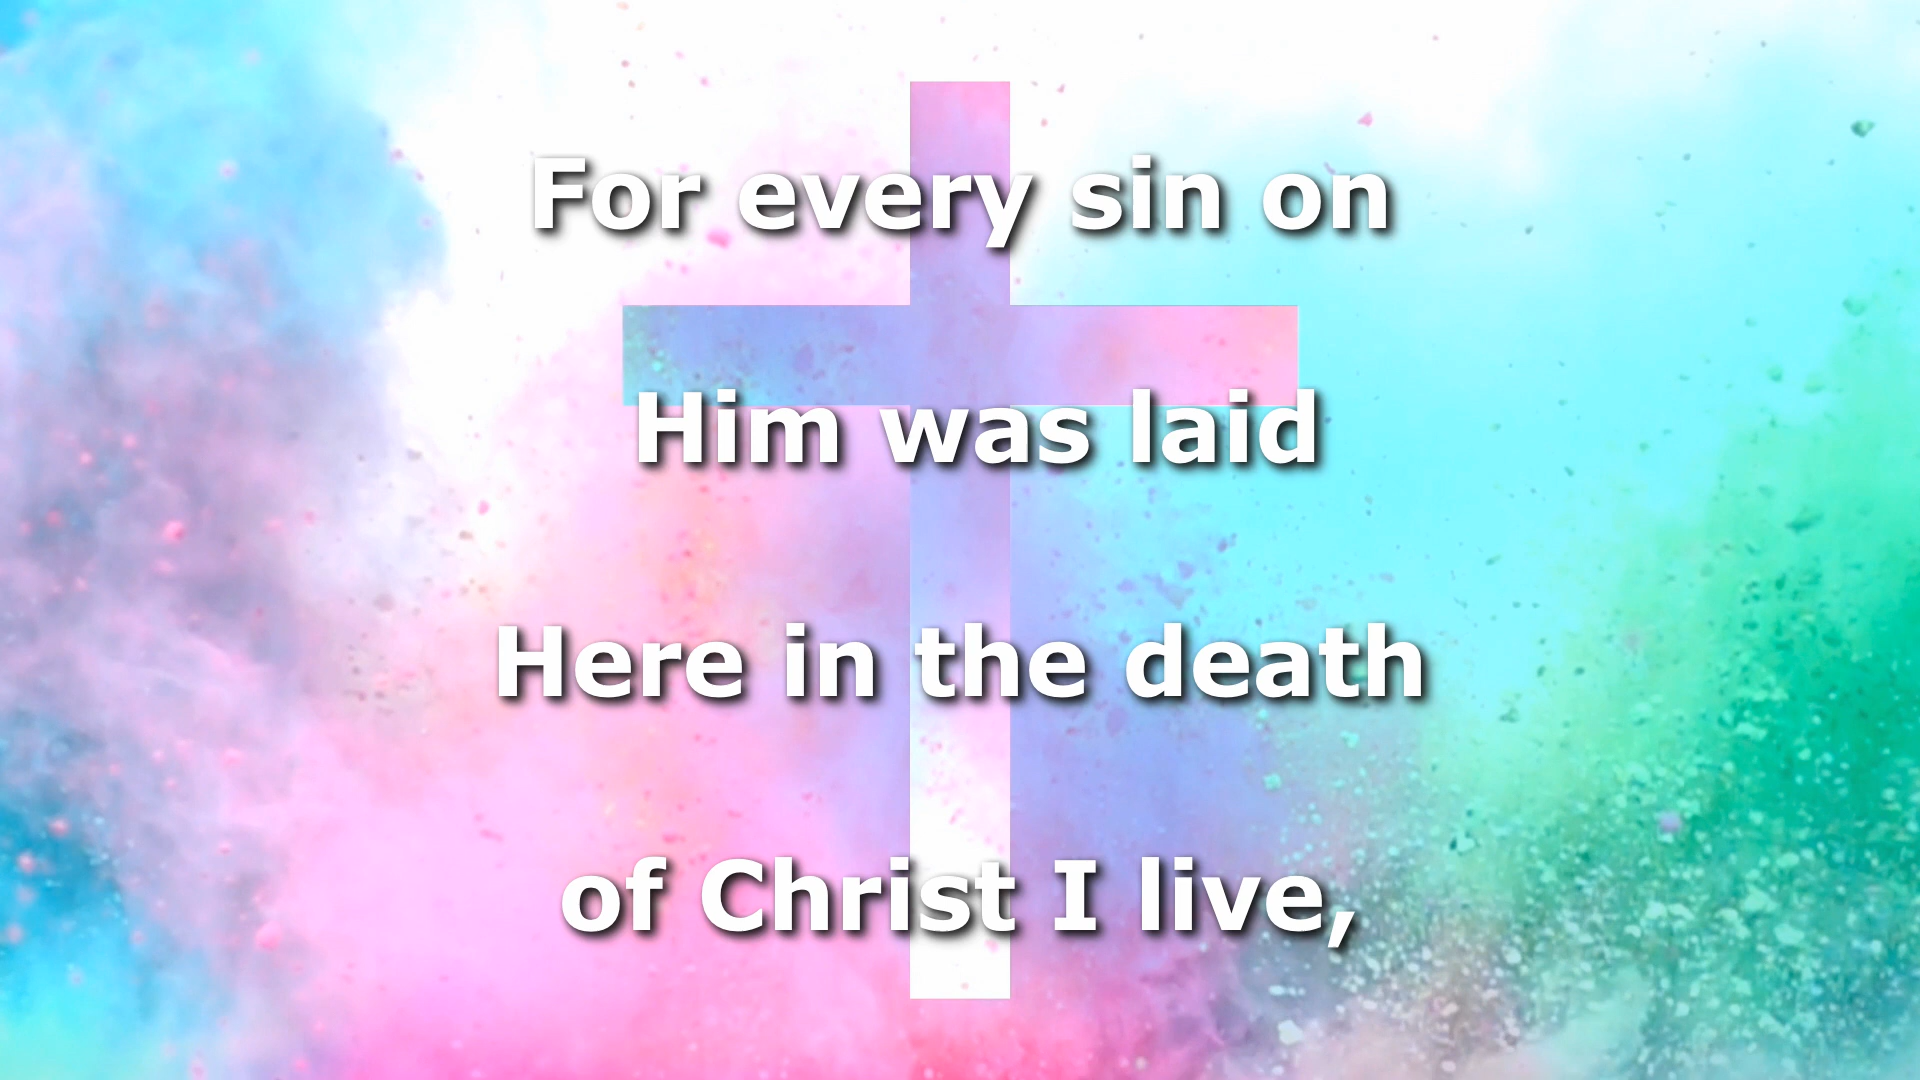 For every sin on
Him was laid
Here in the death
of Christ I live,